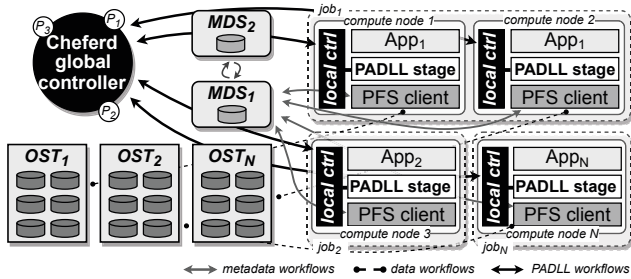 P3
P1
Cheferd
global
controller
P2
MDS2
MDS1
job1
compute node 1
local ctrl
App1
PADLL stage
PFS client
compute node 2
local ctrl
App1
PADLL stage
PFS client
OST1
OST2
OSTN
local ctrl
App2
PADLL stage
PFS client
compute node 3
job2
local ctrl
AppN
PADLL stage
PFS client
compute node N
jobN
metadata workflows
data workflows
PADLL workflows